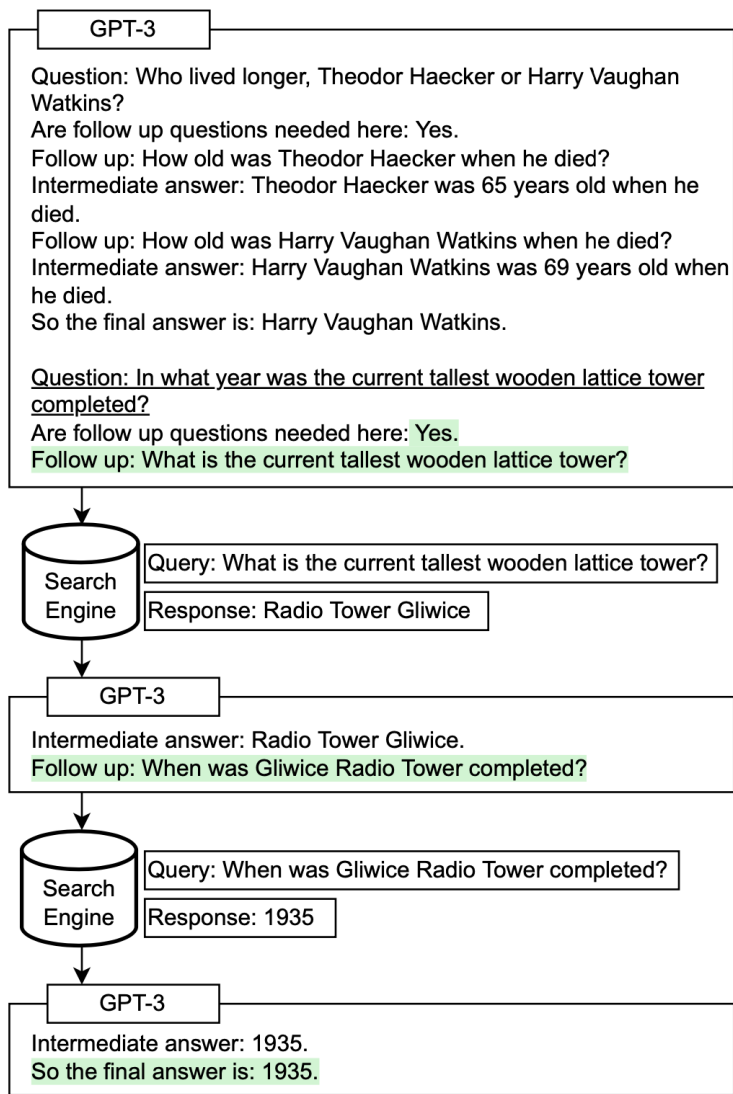 GPT-3
Question: Who lived longer, Theodor Haecker or Harry Vaughan
Watkins?
Are follow up questions needed here: Yes.
Follow up: How old was Theodor Haecker when he died?
Intermediate answer: Theodor Haecker was 65 years old when he
died.
Follow up: How old was Harry Vaughan Watkins when he died?
Intermediate answer: Harry Vaughan Watkins was 69 years old when
he died.
So the final answer is: Harry Vaughan Watkins.
Question: In what year was the current tallest wooden lattice tower
completed?
Are follow up questions needed here: Yes.
Follow up: What is the current tallest wooden lattice tower?
Search
Engine
Query: What is the current tallest wooden lattice tower?
Response: Radio Tower Gliwice
GPT-3
Intermediate answer: Radio Tower Gliwice.
Follow up: When was Gliwice Radio Tower completed?
Search
Engine
Query: When was Gliwice Radio Tower completed?
Response: 1935
GPT-3
Intermediate answer: 1935.
So the final answer is: 1935.